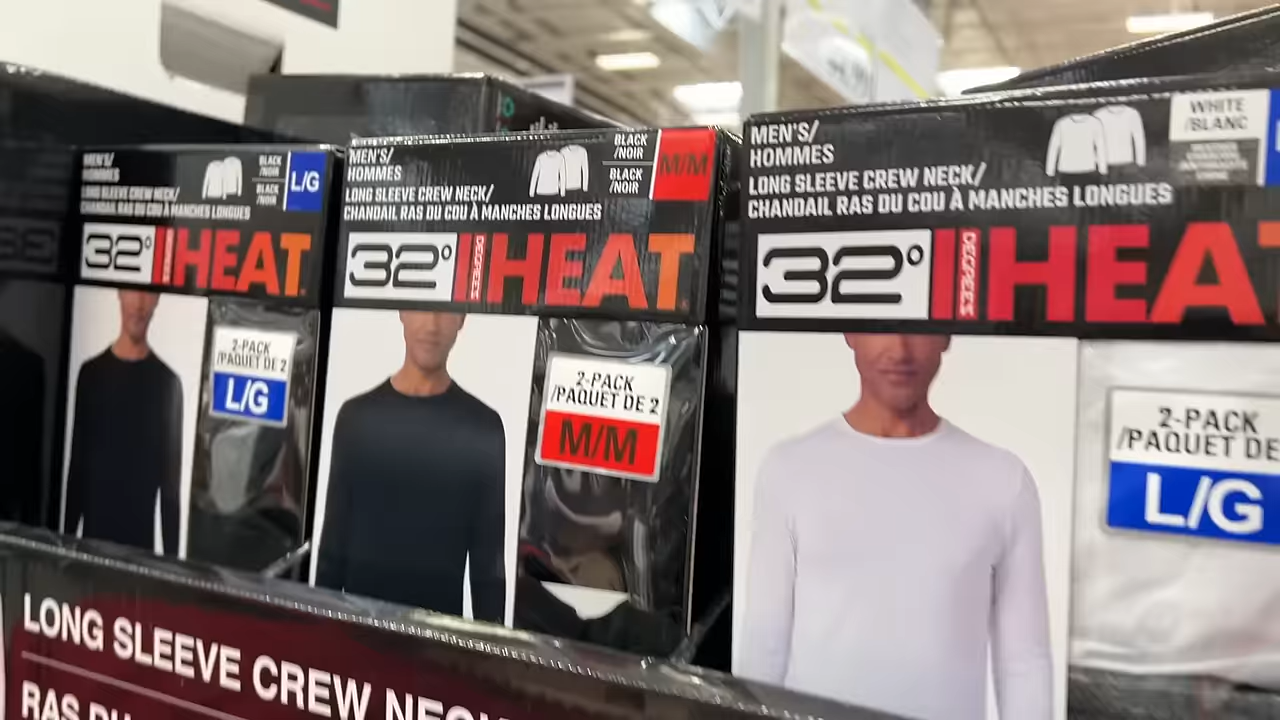 MEN'S/
HOMMES
LONG SLEEVE CREW NECK/
CHANDAIL RAS DU COU À MANCHES LONGUES
BLACK
/NOIR
BLACK
/NOIR
L/G
32°
HEAT
2-PACK
/PAQUET DE 2
L/G
MEN'S/
HOMMES
LONG SLEEVE CREW NECK/
CHANDAIL RAS DU COU À MANCHES LONGUES
BLACK
/NOIR
BLACK
/NOIR
M/M
32°
DEGREES
HEAT
2-PACK
/PAQUET DE 2
M/M
MEN'S/
HOMMES
LONG SLEEVE CREW NECK/
CHANDAIL RAS DU COU À MANCHES LONGUES
WHITE
/BLANC
32°
DEGREES
HEAT
2-PACK
/PAQUET DE
L/G
LONG SLEEVE CREW NECK
RAS DU